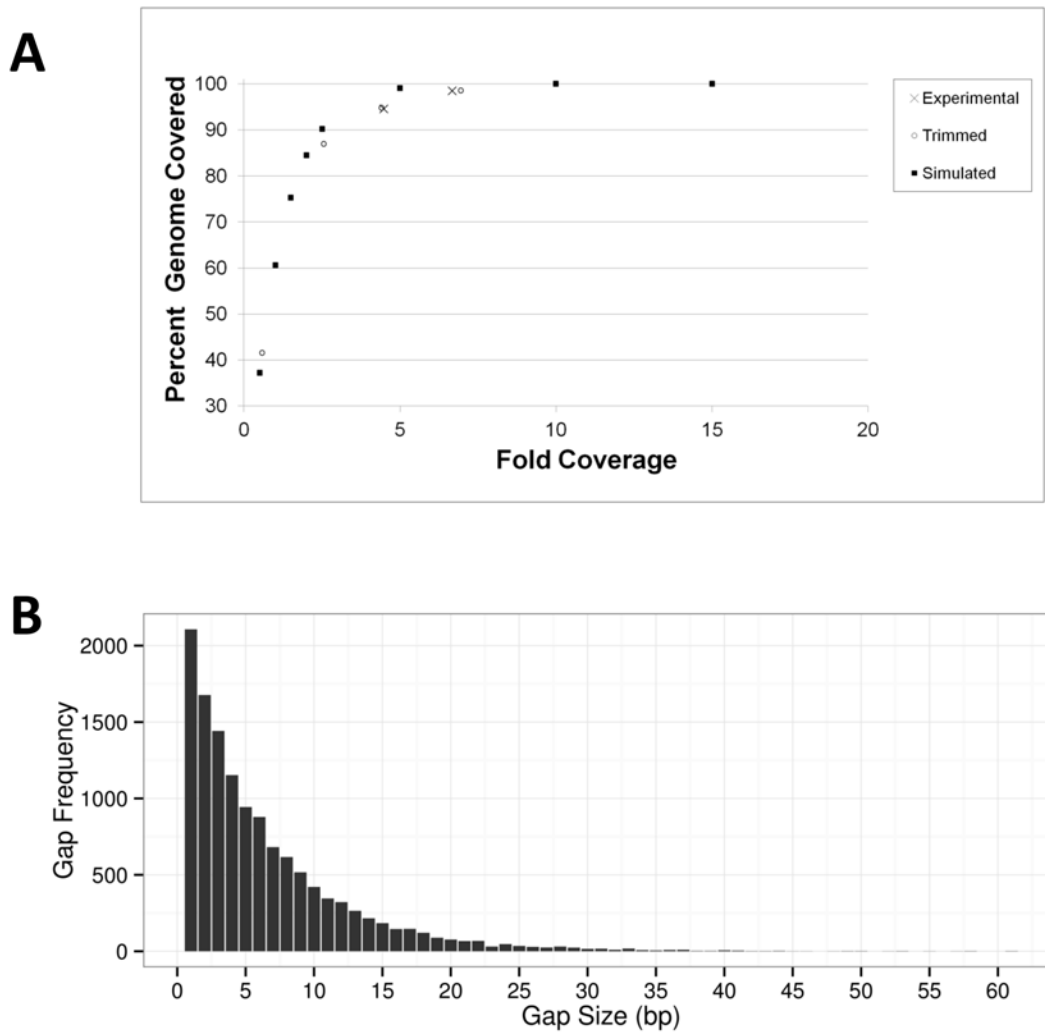 A
Percent Genome Covered
100
90
80
70
60
50
40
30
0 5 10 15 20
Fold Coverage
Experimental
Trimmed
Simulated
B
Gap Frequency
2000
1500
1000
500
0
0 5 10 15 20 25 30 35 40 45 50 55 60
Gap Size (bp)